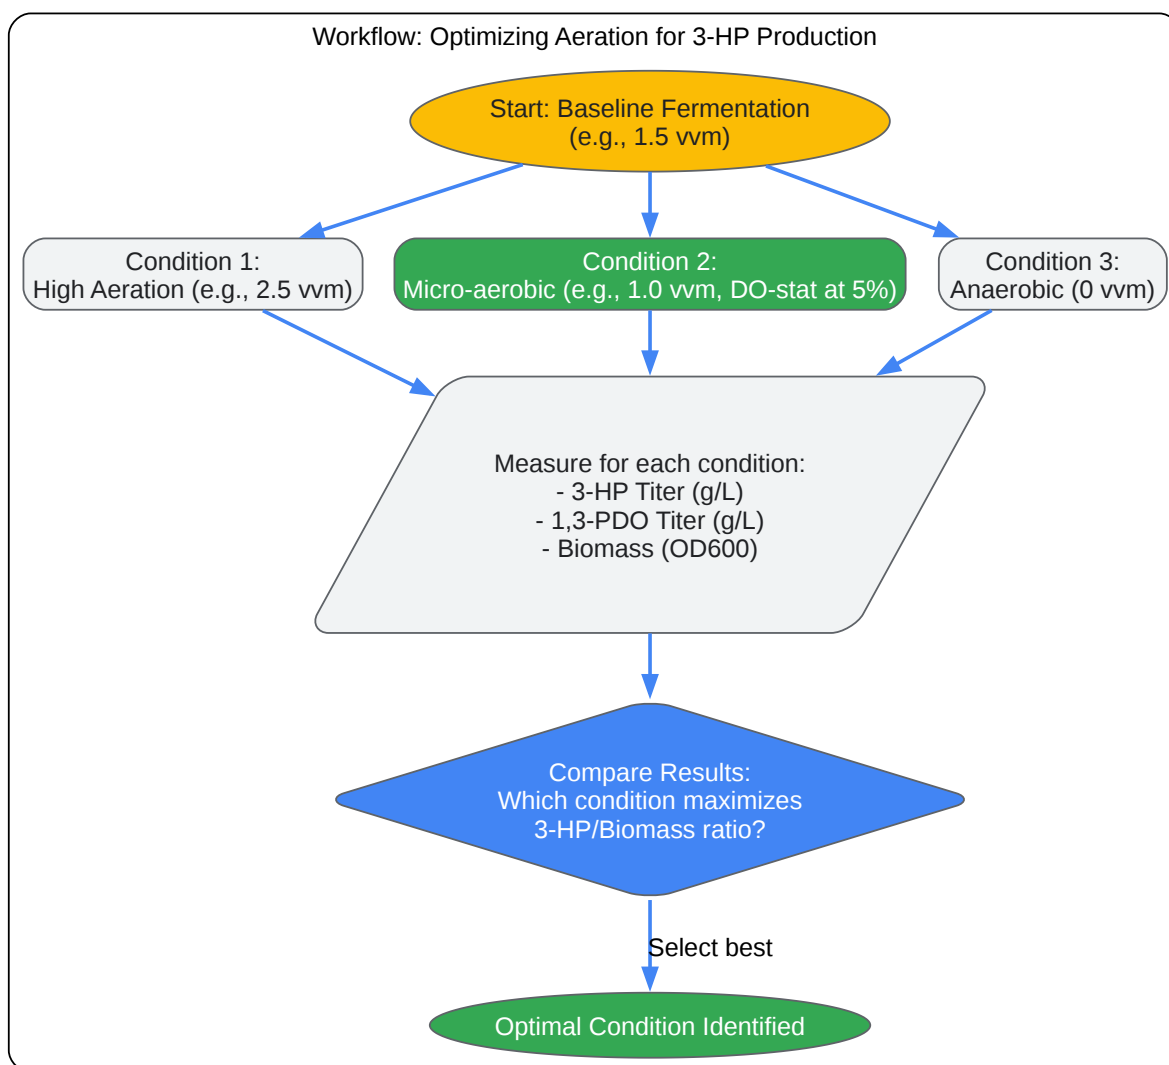 Workflow: Optimizing Aeration for 3-HP Production
Start: Baseline Fermentation
(e.g., 1.5 vvm)
Condition 1:
High Aeration (e.g., 2.5 vvm)
Condition 2:
Micro-aerobic (e.g., 1.0 vvm, DO-stat at 5%)
Condition 3:
Anaerobic (0 vvm)
Measure for each condition:
- 3-HP Titer (g/L)
- 1,3-PDO Titer (g/L)
- Biomass (OD600)
Compare Results:
Which condition maximizes
3-HP/Biomass ratio?
Select best
Optimal Condition Identified